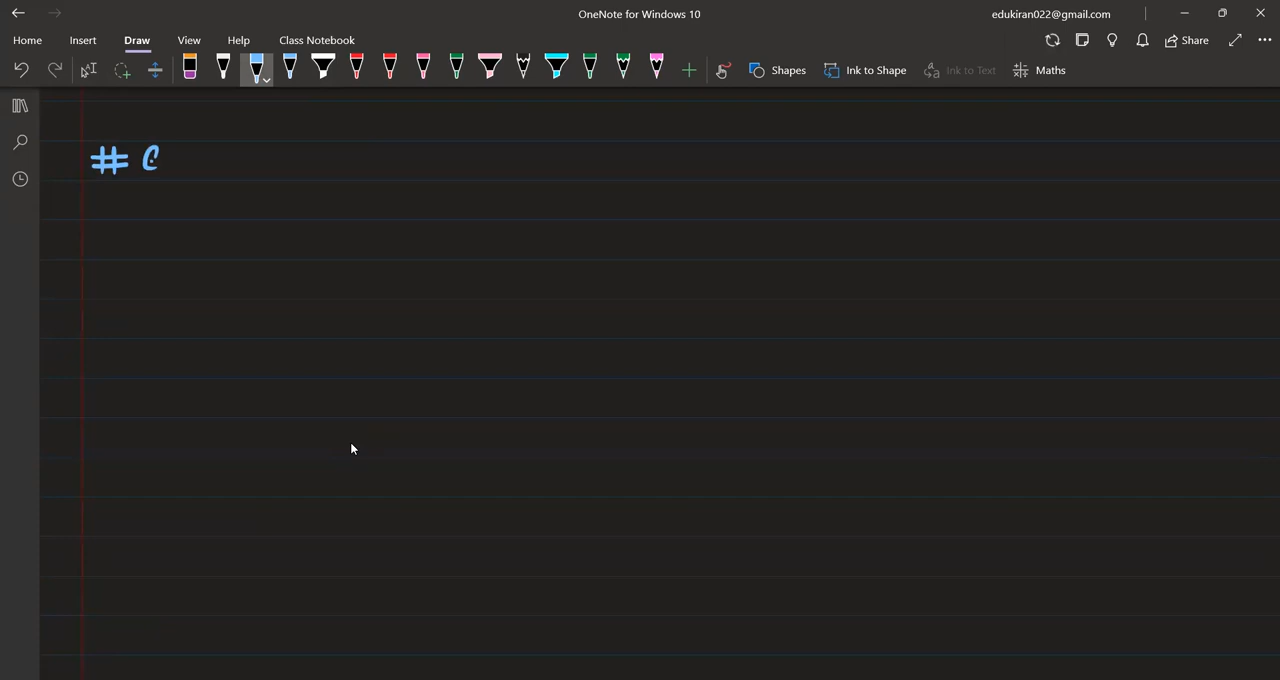 OneNote for Windows 10
edukiran022@gmail.com
Home Insert Draw View Help Class Notebook
Share
Shapes Ink to Shape Ink to Text Maths
# C